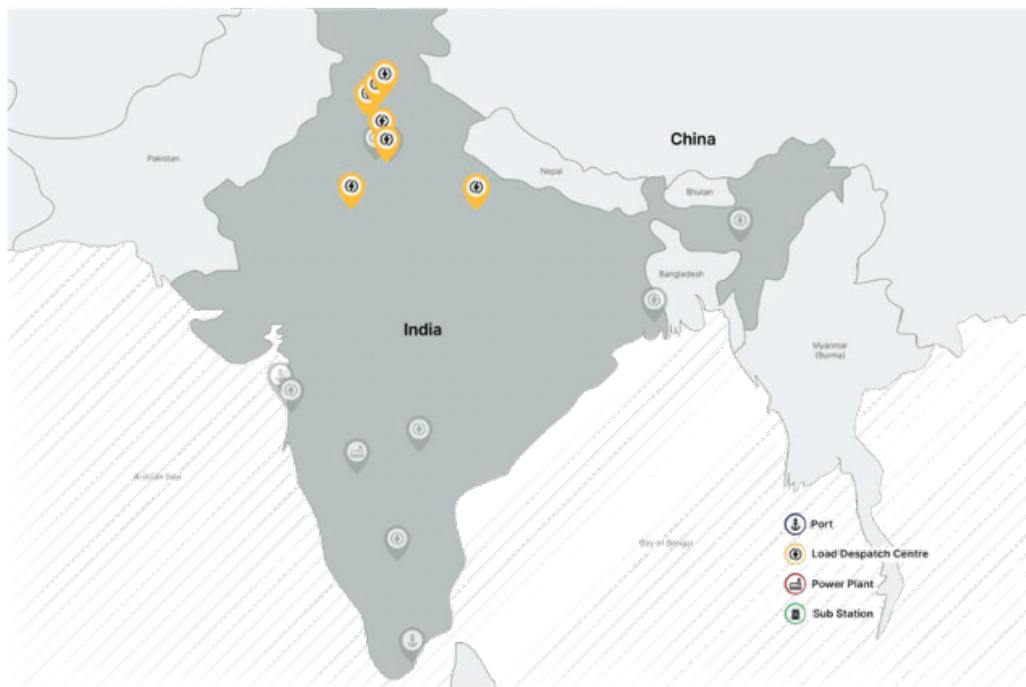 China
Pakistan
Nepal
Bhutan
Bangladesh
India
Myanmar
(Burma)
Arabian Sea
Bay of Bengal
Port
Load Despatch Centre
Power Plant
Sub Station